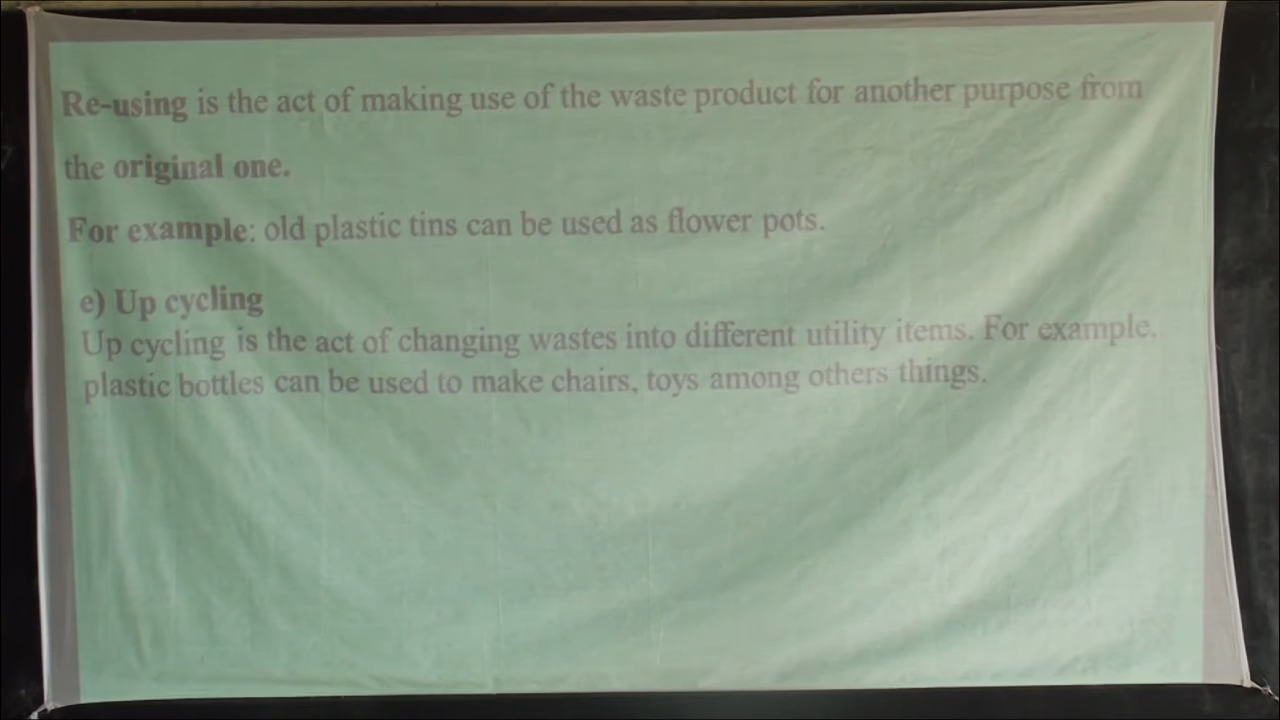 Re-using is the act of making use of the waste product for another purpose from
the original one.
For example: old plastic tins can be used as flower pots.
e) Up cycling
Up cycling is the act of changing wastes into different utility items. For example,
plastic bottles can be used to make chairs, toys among others things.